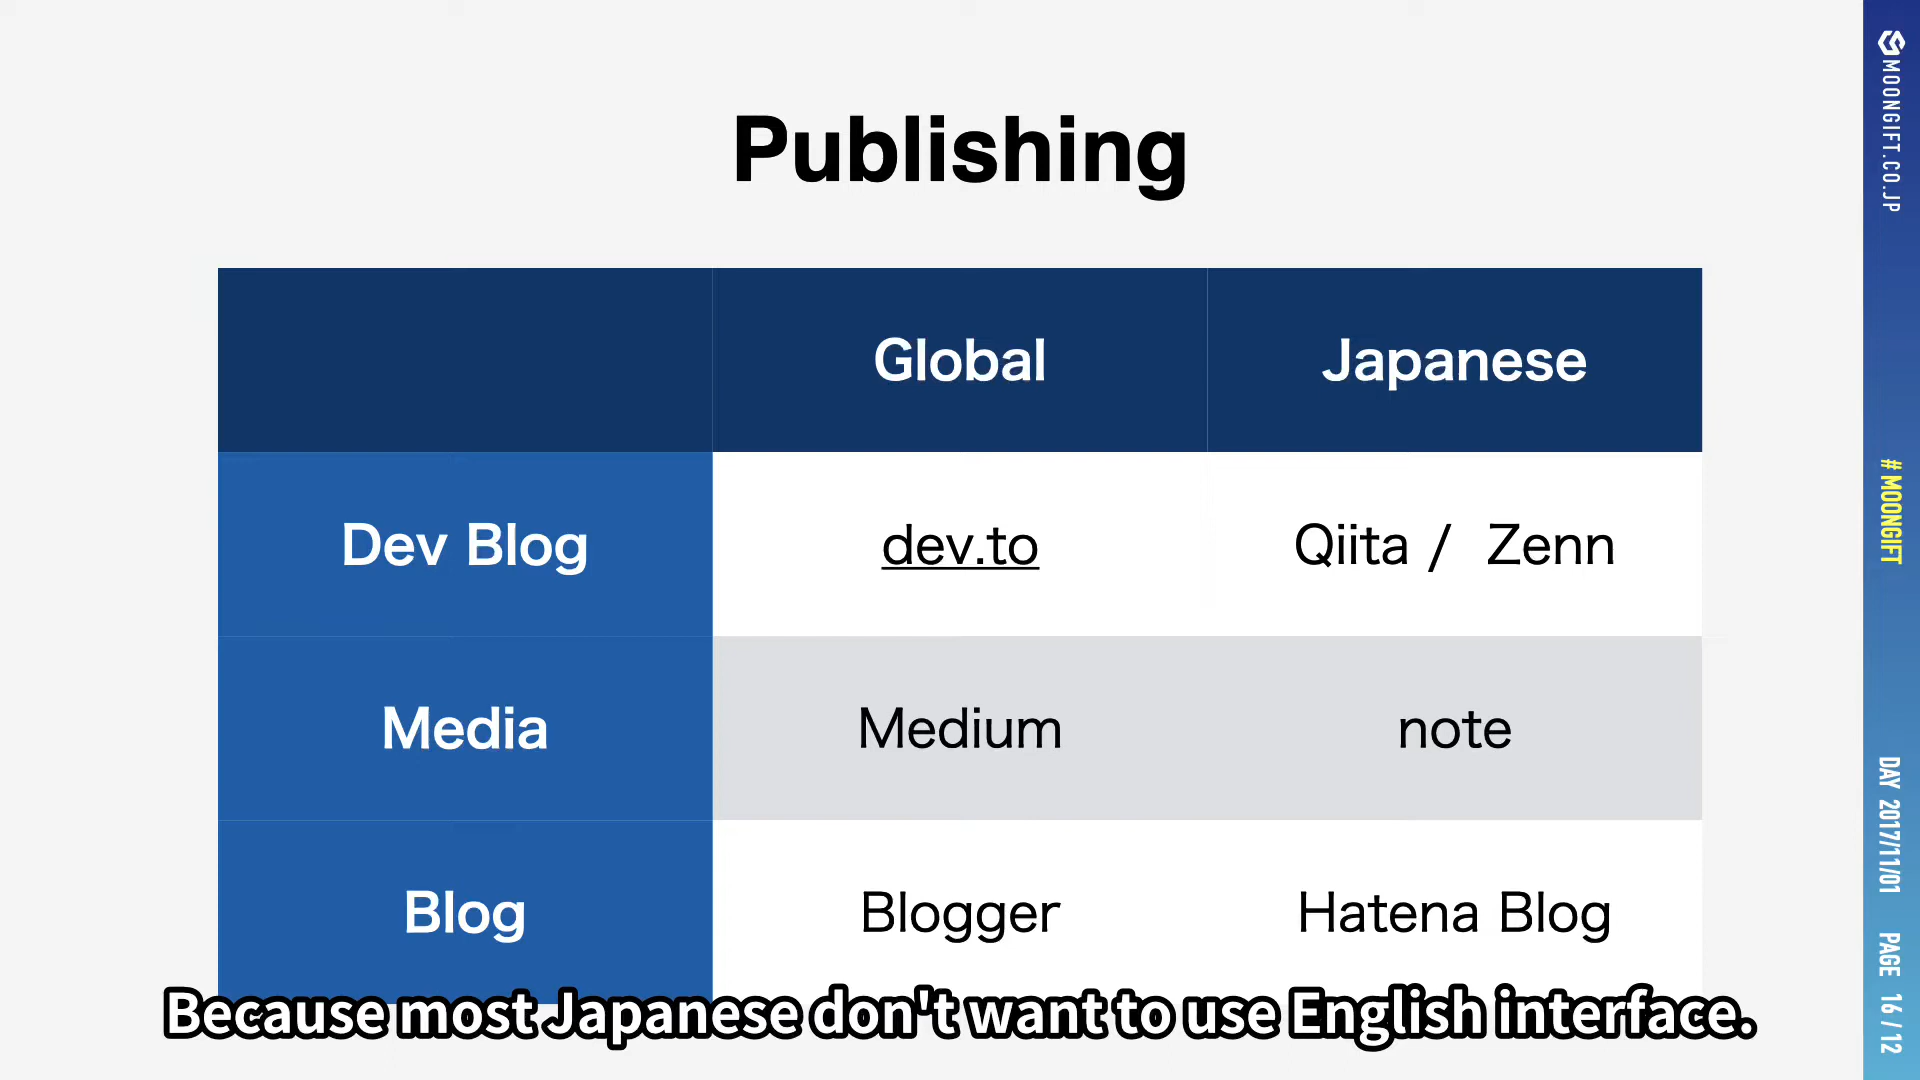 Publishing
Global
Japanese
Dev Blog
dev.to
Qiita / Zenn
Media
Medium
note
Blog
Blogger
Hatena Blog
Because most Japanese don't want to use English interface.
MOONGIFT.CO.JP
# MOONGIFT
DAY 2017/11/01
PAGE 16 / 12